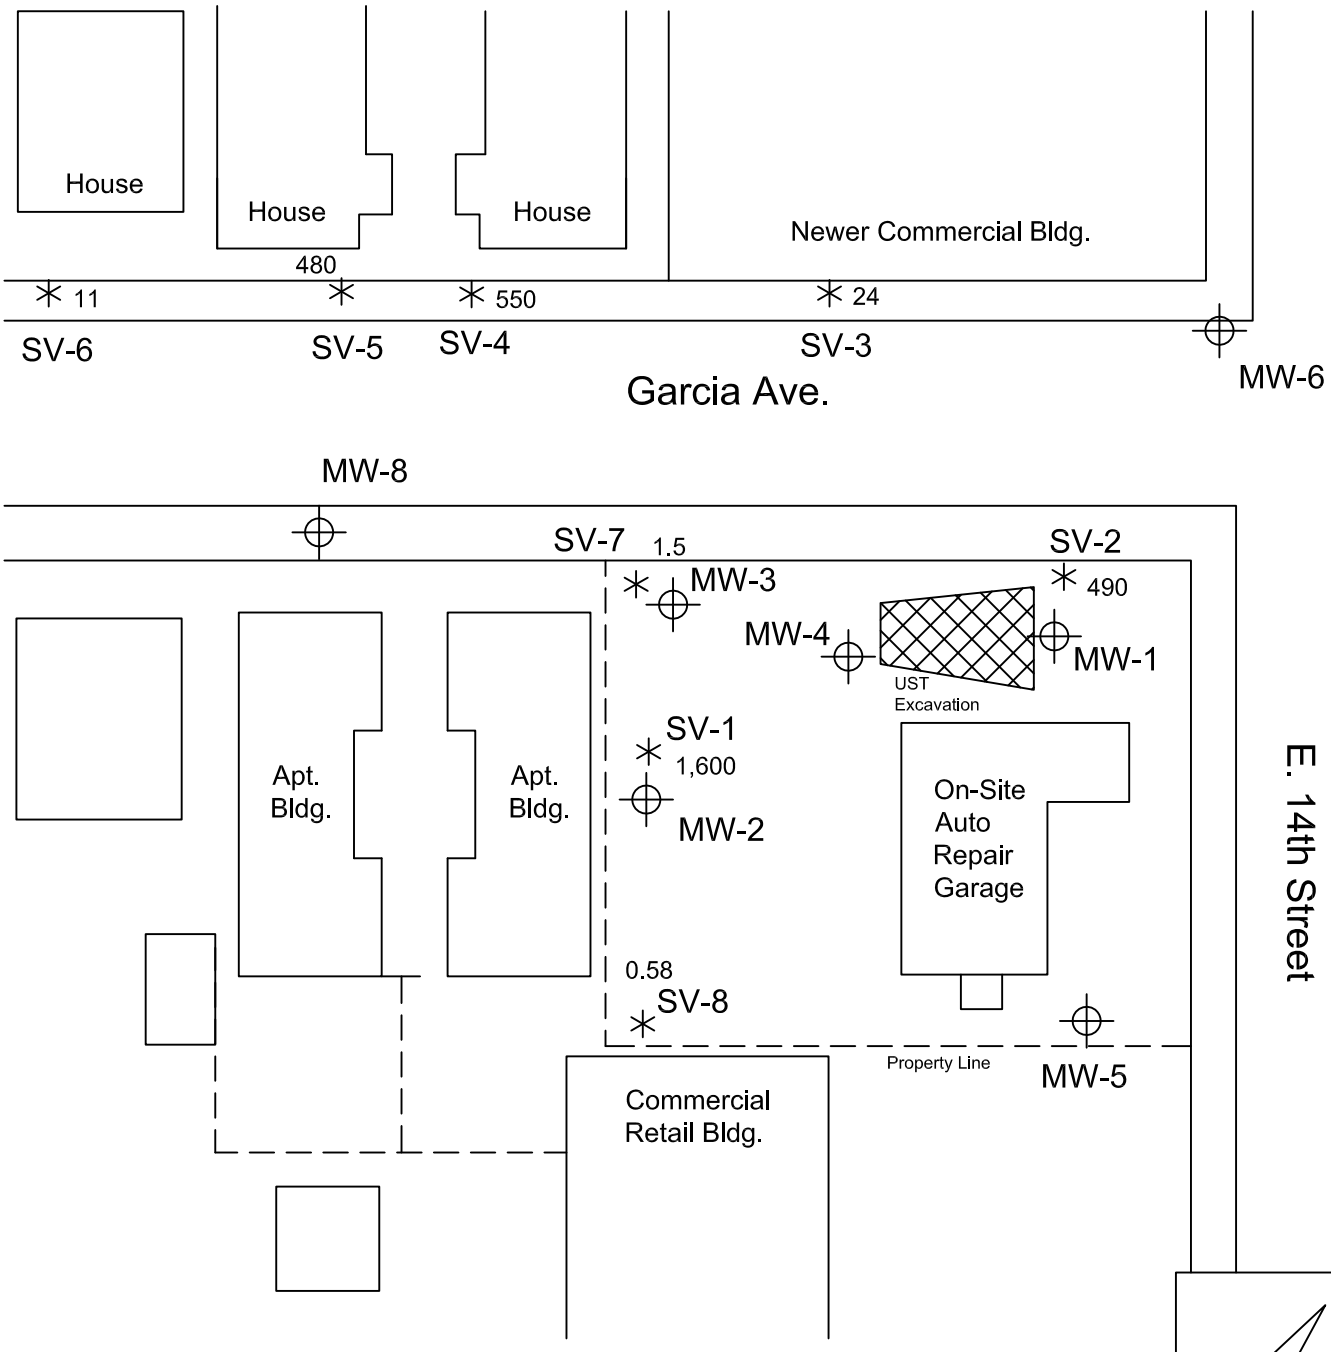 House
House
House
Newer Commercial Bldg.
480
11
550
24
SV-6
SV-5
SV-4
SV-3
MW-6
Garcia Ave.
MW-8
SV-7
1.5
SV-2
MW-3
490
MW-4
MW-1
UST
Excavation
SV-1
1,600
MW-2
Apt.
Bldg.
Apt.
Bldg.
On-Site
Auto
Repair
Garage
E. 14th Street
0.58
SV-8
Property Line
MW-5
Commercial
Retail Bldg.